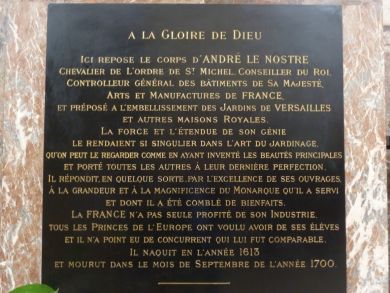 A LA GLOIRE DE DIEU
ICI REPOSE LE CORPS D'ANDRÉ LE NOSTRE
CHEVALIER DE L'ORDRE DE ST MICHEL, CONSEILLER DU ROI,
CONTROLLEUR GÉNÉRAL DES BÂTIMENTS DE SA MAJESTÉ,
ARTS ET MANUFACTURES DE FRANCE,
ET PRÉPOSÉ A L'EMBELLISSEMENT DES JARDINS DE VERSAILLES
ET AUTRES MAISONS ROYALES.
LA FORCE ET L'ÉTENDUE DE SON GÉNIE
LE RENDAIENT SI SINGULIER DANS L'ART DU JARDINAGE,
QU'ON PEUT LE REGARDER COMME EN AYANT INVENTÉ LES BEAUTÉS PRINCIPALES
ET PORTÉ TOUTES LES AUTRES À LEUR DERNIÈRE PERFECTION.
IL RÉPONDIT EN QUELQUE SORTE, PAR L'EXCELLENCE DE SES OUVRAGES,
À LA GRANDEUR ET À LA MAGNIFICENCE DU MONARQUE QU'IL A SERVI
ET DONT IL A ÉTÉ COMBLÉ DE BIENFAITS.
LA FRANCE N'A PAS SEULE PROFITÉ DE SON INDUSTRIE,
TOUS LES PRINCES DE L'EUROPE ONT VOULU AVOIR DE SES ÉLÈVES
ET IL N'A POINT EU DE CONCURRENT QUI LUI FUT COMPARABLE.
IL NAQUIT EN L'ANNÉE 1613
ET MOURUT DANS LE MOIS DE SEPTEMBRE DE L'ANNÉE 1700.